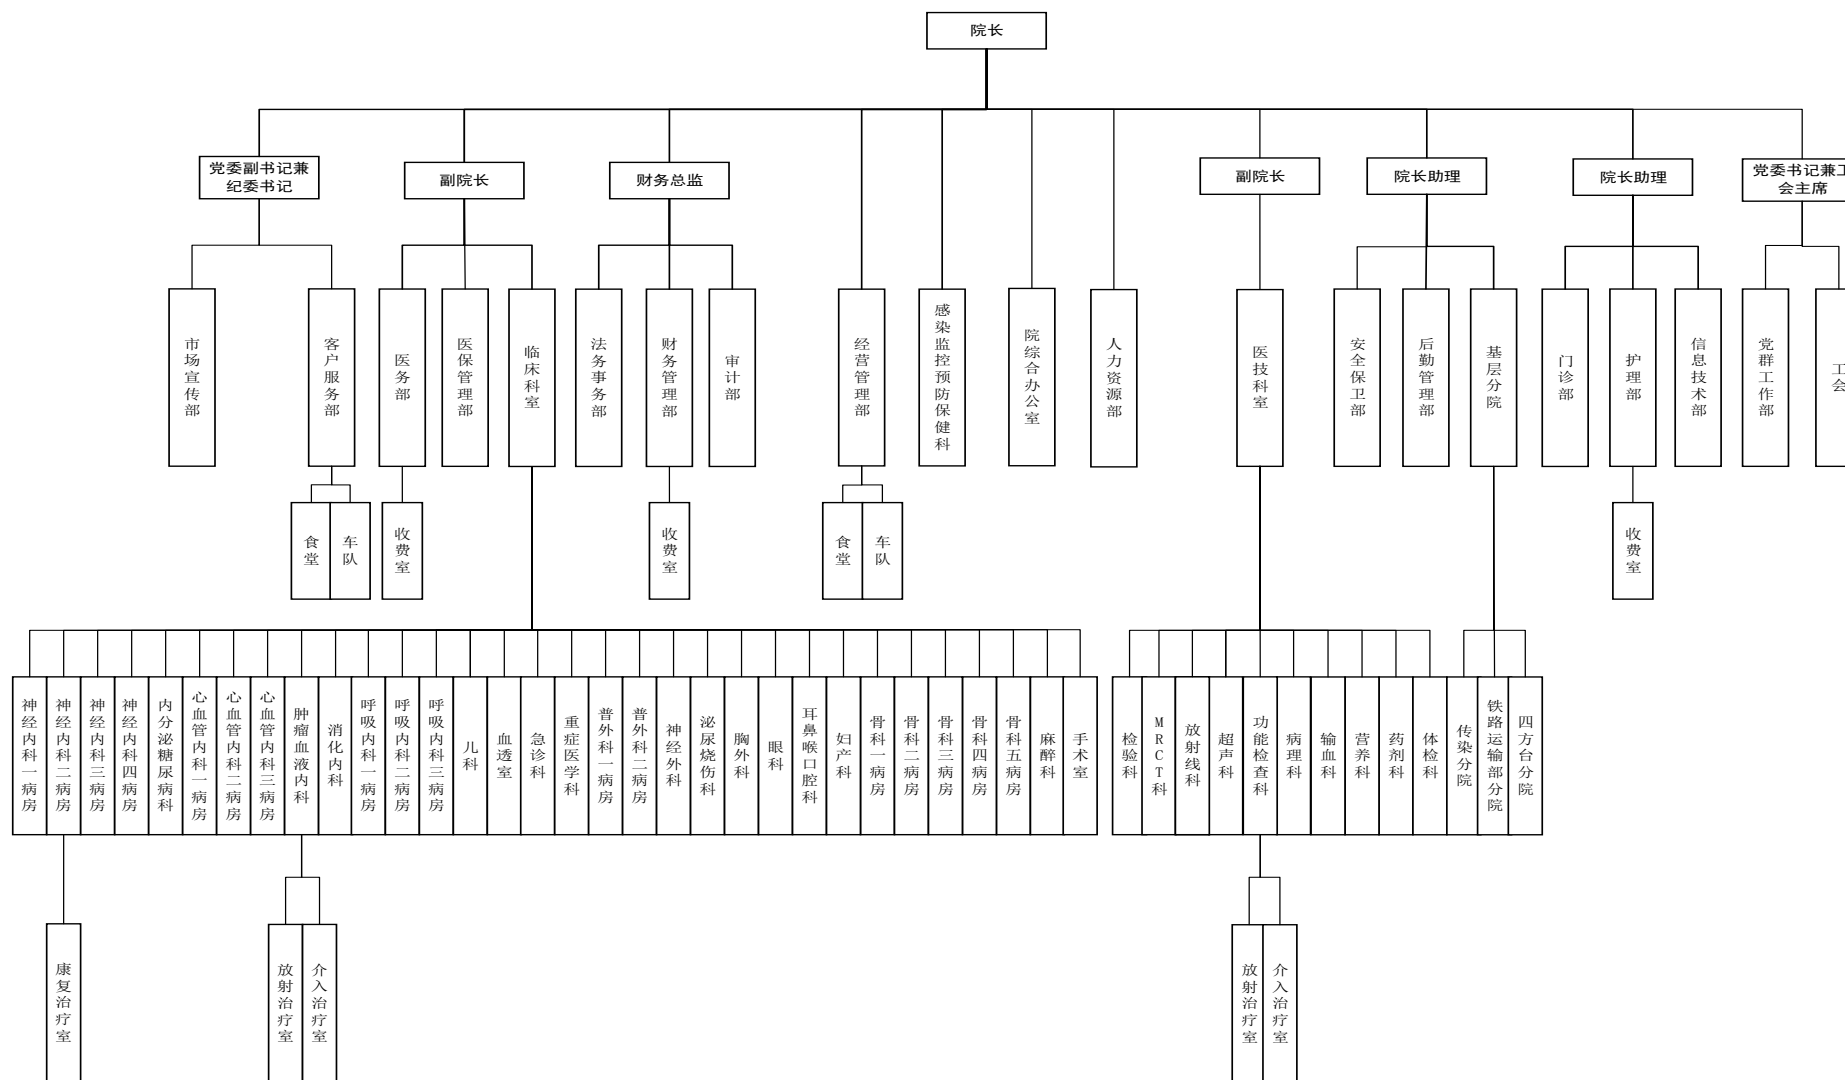 院长
党委副书记兼
纪委书记
副院长
财务总监
副院长
院长助理
院长助理
党委书记兼工
会主席
市场宣传部
客户服务部
医务部
医保管理部
临床科室
法务事务部
财务管理部
审计部
经营管理部
感染监控预防保健科
院综合办公室
人力资源部
医技科室
安全保卫部
后勤管理部
基层分院
门诊部
护理部
信息技术部
党群工作部
工会
食堂
车队
收费室
收费室
食堂
车队
收费室
神经内科一病房
神经内科二病房
神经内科三病房
神经内科四病房
内分泌糖尿病科
心血管内科一病房
心血管内科二病房
心血管内科三病房
肿瘤血液内科
消化内科
呼吸内科一病房
呼吸内科二病房
呼吸内科三病房
儿科
血透室
急诊科
重症医学科
普外科一病房
普外科二病房
神经外科
泌尿烧伤科
胸外科
眼科
耳鼻喉口腔科
妇产科
骨科一病房
骨科二病房
骨科三病房
骨科四病房
骨科五病房
麻醉科
手术室
检验科
MRCT科
放射线科
超声科
功能检查科
病理科
输血科
营养科
药剂科
体检科
传染分院
铁路运输部分院
四方台分院
康复治疗室
放射治疗室
介入治疗室
放射治疗室
介入治疗室